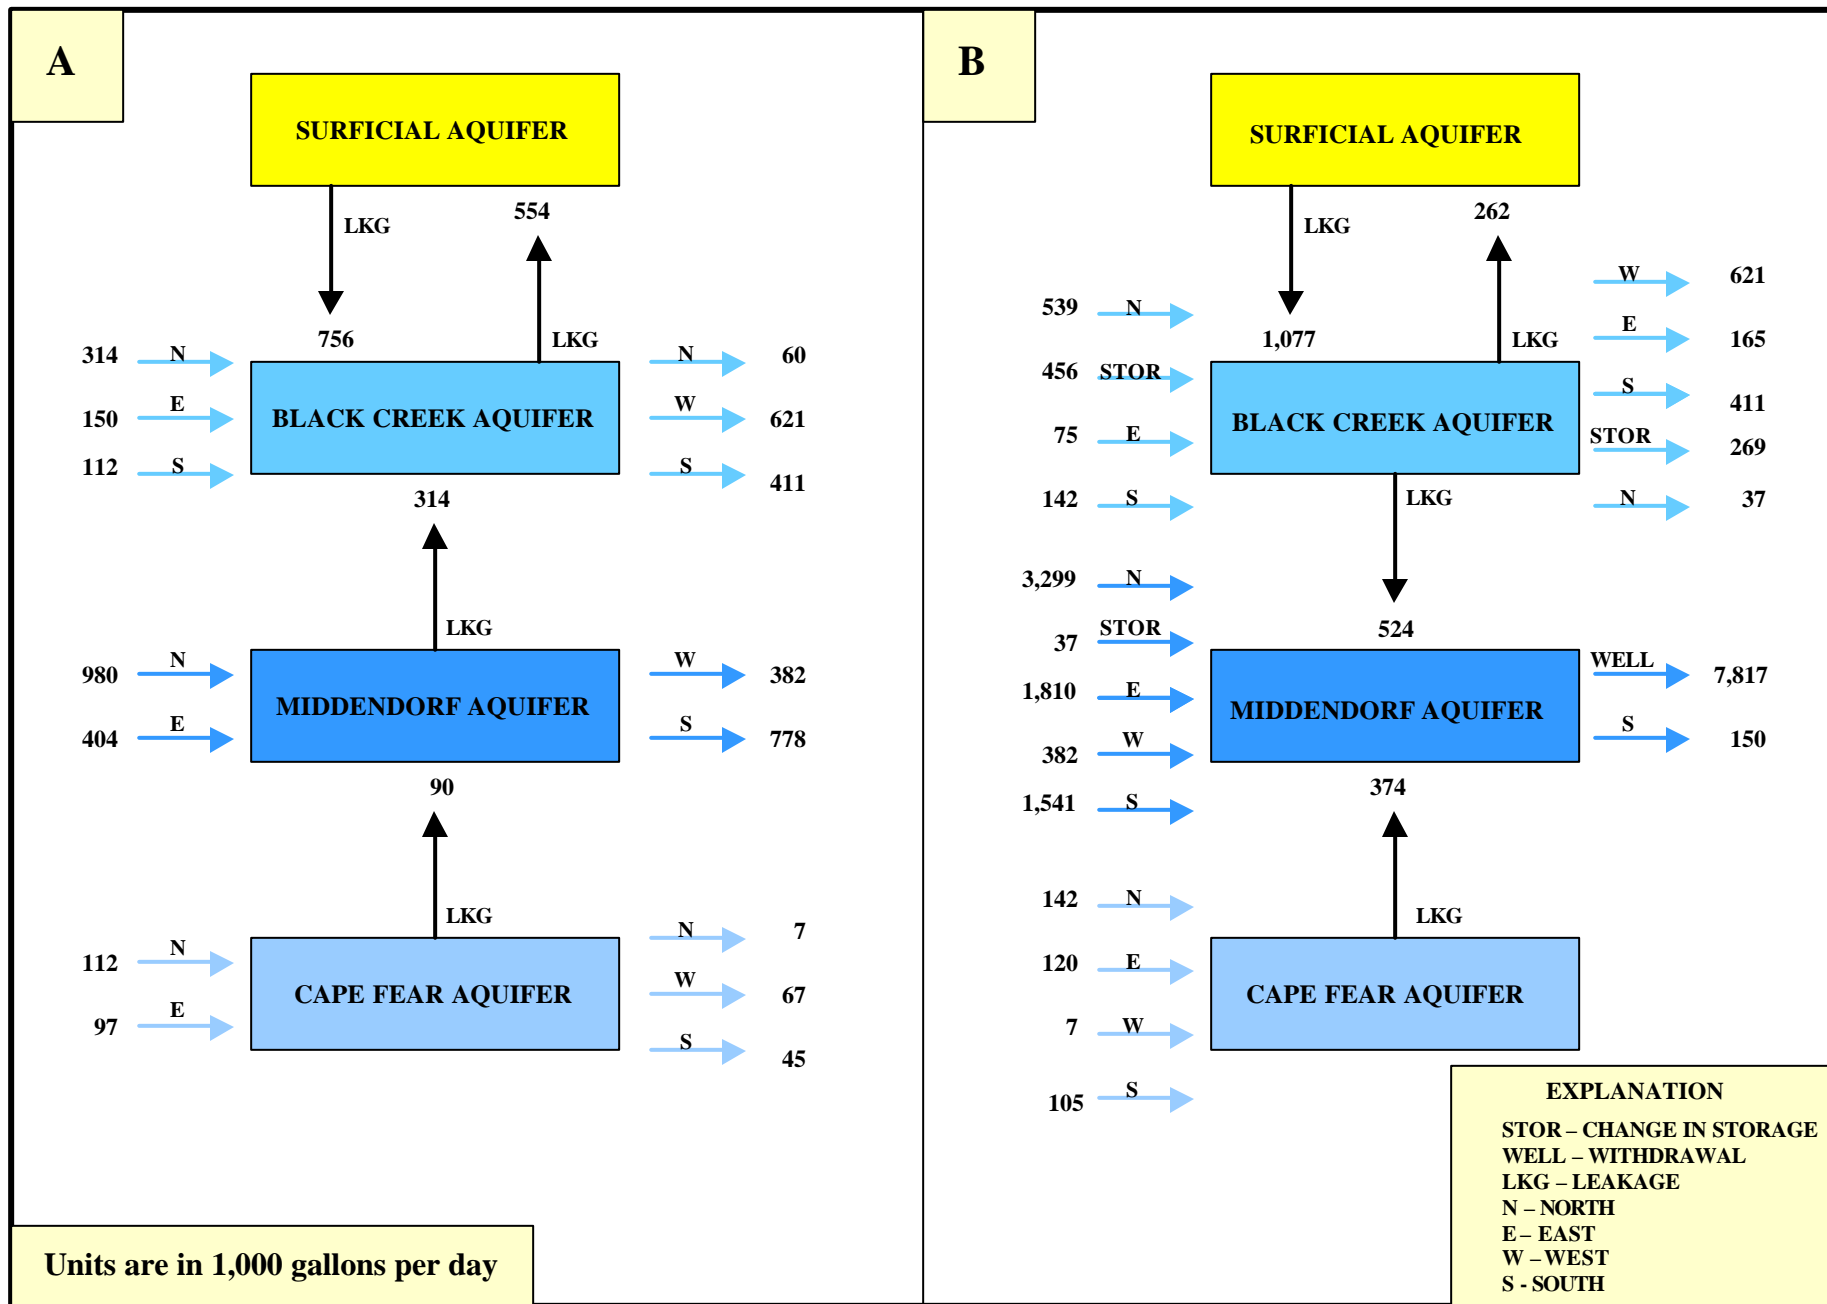 A
SURFICIAL AQUIFER
554
LKG
756
LKG
314 N
N 60
150 E
BLACK CREEK AQUIFER
W 621
112 S
S 411
314
LKG
980 N
W 382
MIDDENDORF AQUIFER
404 E
S 778
90
LKG
N 7
112 N
CAPE FEAR AQUIFER
W 67
97 E
S 45
Units are in 1,000 gallons per day
B
SURFICIAL AQUIFER
262
LKG
W 621
539 N
1,077
LKG
E 165
456 STOR
S 411
BLACK CREEK AQUIFER
75 E
STOR 269
142 S
LKG
N 37
3,299 N
524
37 STOR
WELL 7,817
1,810 E
MIDDENDORF AQUIFER
S 150
382 W
374
1,541 S
142 N
LKG
120 E
CAPE FEAR AQUIFER
7 W
105 S
EXPLANATION
STOR – CHANGE IN STORAGE
WELL – WITHDRAWAL
LKG – LEAKAGE
N – NORTH
E – EAST
W – WEST
S - SOUTH